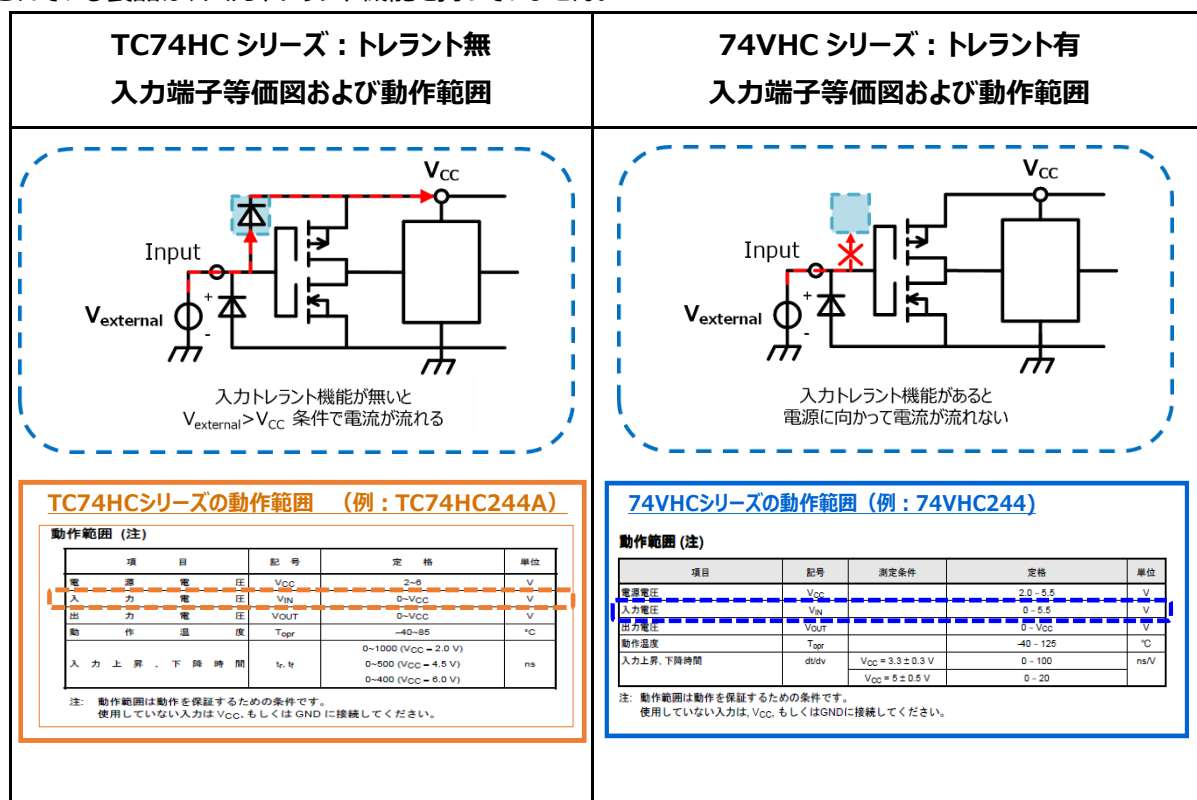 TC74HC シリーズ：トレラント無
入力端子等価図および動作範囲
74VHC シリーズ：トレラント有
入力端子等価図および動作範囲
VCC
Input
Vexternal
+
-
入力トレラント機能が無いと
Vexternal>VCC 条件で電流が流れる
VCC
Input
Vexternal
+
-
入力トレラント機能があると
電源に向かって電流が流れない
TC74HCシリーズの動作範囲 （例：TC74HC244A）
動作範囲 (注)
項目 記号 定格 単位
電源電圧 VCC 2~6 V
入力電圧 VIN 0~VCC V
出力電圧 VOUT 0~VCC V
動作温度 Topr −40~85 °C
入力上昇、下降時間 tr, tf 0~1000 (VCC = 2.0 V) ns
0~500 (VCC = 4.5 V)
0~400 (VCC = 6.0 V)
注: 動作範囲は動作を保証するための条件です。
使用していない入力は VCC、もしくは GND に接続してください。
74VHCシリーズの動作範囲（例：74VHC244)
動作範囲 (注)
項目 記号 測定条件 定格 単位
電源電圧 VCC 2.0 ~ 5.5 V
入力電圧 VIN 0 ~ 5.5 V
出力電圧 VOUT 0 ~ VCC V
動作温度 Topr -40 ~ 125 °C
入力上昇, 下降時間 dt/dv VCC = 3.3 ± 0.3 V 0 ~ 100 ns/V
VCC = 5 ± 0.5 V 0 ~ 20
注: 動作範囲は動作を保証するための条件です。
使用していない入力は, VCC, もしくはGNDに接続してください。